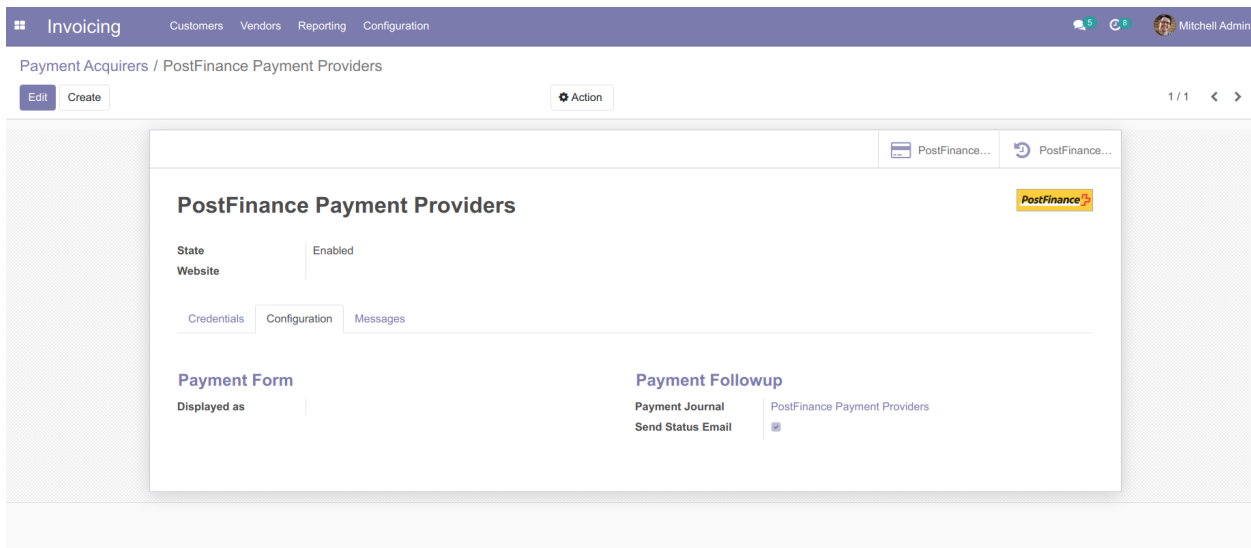 Invoicing Customers Vendors Reporting Configuration 5 8 Mitchell Admin
Payment Acquirers / PostFinance Payment Providers
Edit Create Action 1 / 1
PostFinance... PostFinance...
PostFinance Payment Providers PostFinance
State Enabled
Website
Credentials Configuration Messages
Payment Form Payment Followup
Displayed as Payment Journal PostFinance Payment Providers
Send Status Email